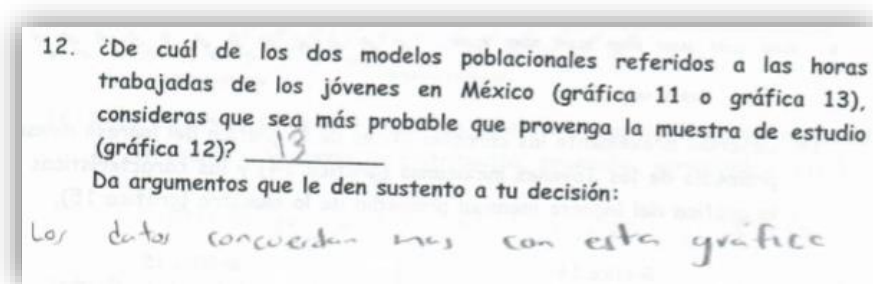 12. ¿De cuál de los dos modelos poblacionales referidos a las horas
trabajadas de los jóvenes en México (gráfica 11 o gráfica 13),
consideras que sea más probable que provenga la muestra de estudio
(gráfica 12)? 13
Da argumentos que le den sustento a tu decisión:
Los datos concuerdan mas con esta grafica